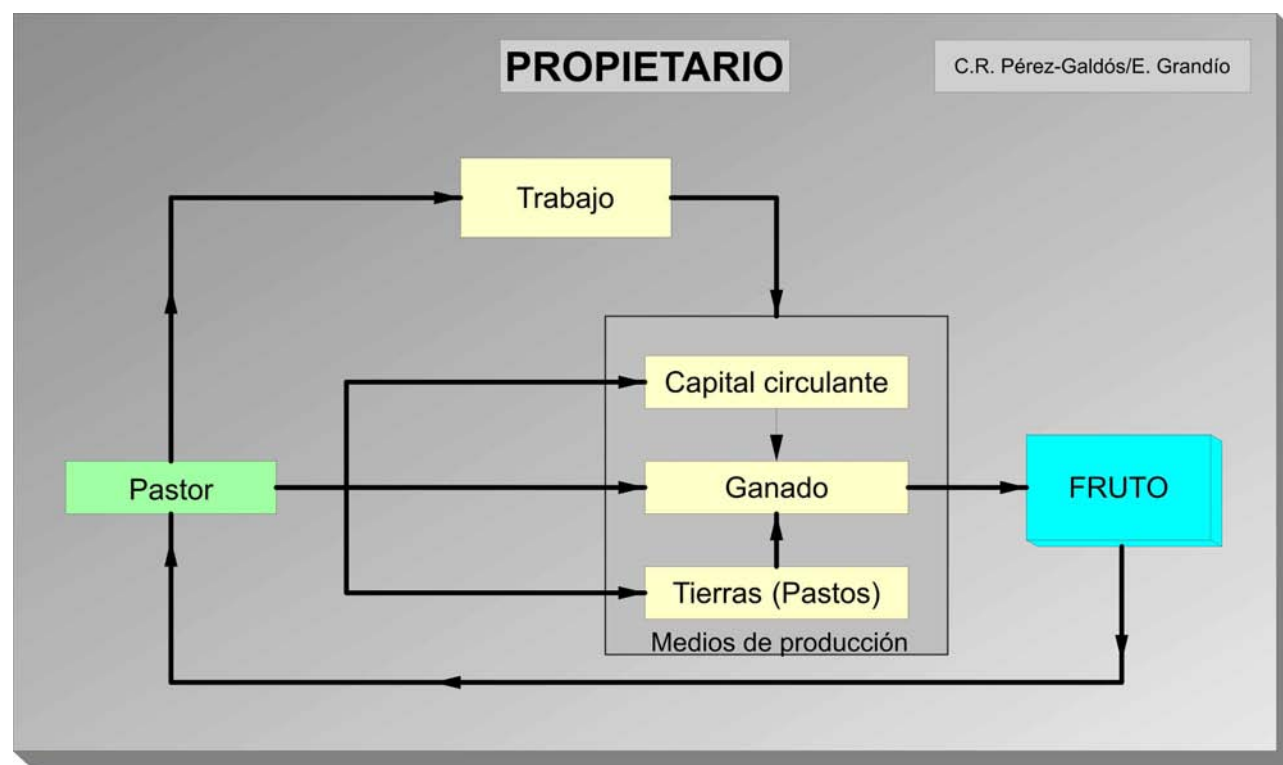 PROPIETARIO
C.R. Pérez-Galdós/E. Grandío
Trabajo
Capital circulante
Pastor
Ganado
FRUTO
Tierras (Pastos)
Medios de producción